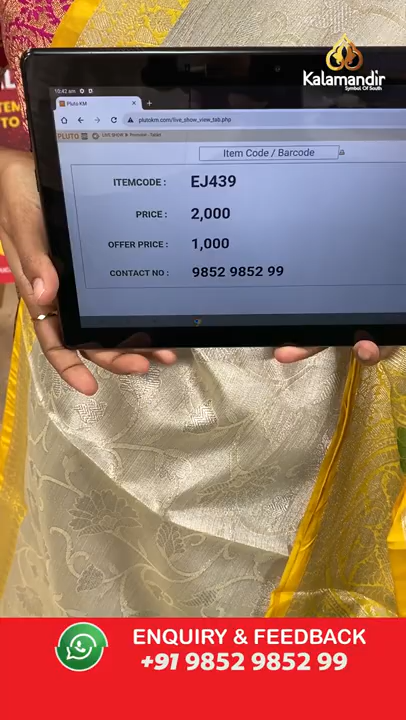 Kalamandir
Symbol Of South
10:42 am
Pluto KM
plutokm.com/live_show_view_tab.php
PLUTO
Item Code / Barcode
ITEMCODE : EJ439
PRICE : 2,000
OFFER PRICE : 1,000
CONTACT NO : 9852 9852 99
ENQUIRY & FEEDBACK
+91 9852 9852 99